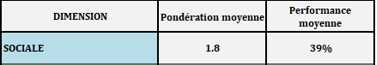 DIMENSION Pondération moyenne Performance moyenne
SOCIALE 1.8 39%